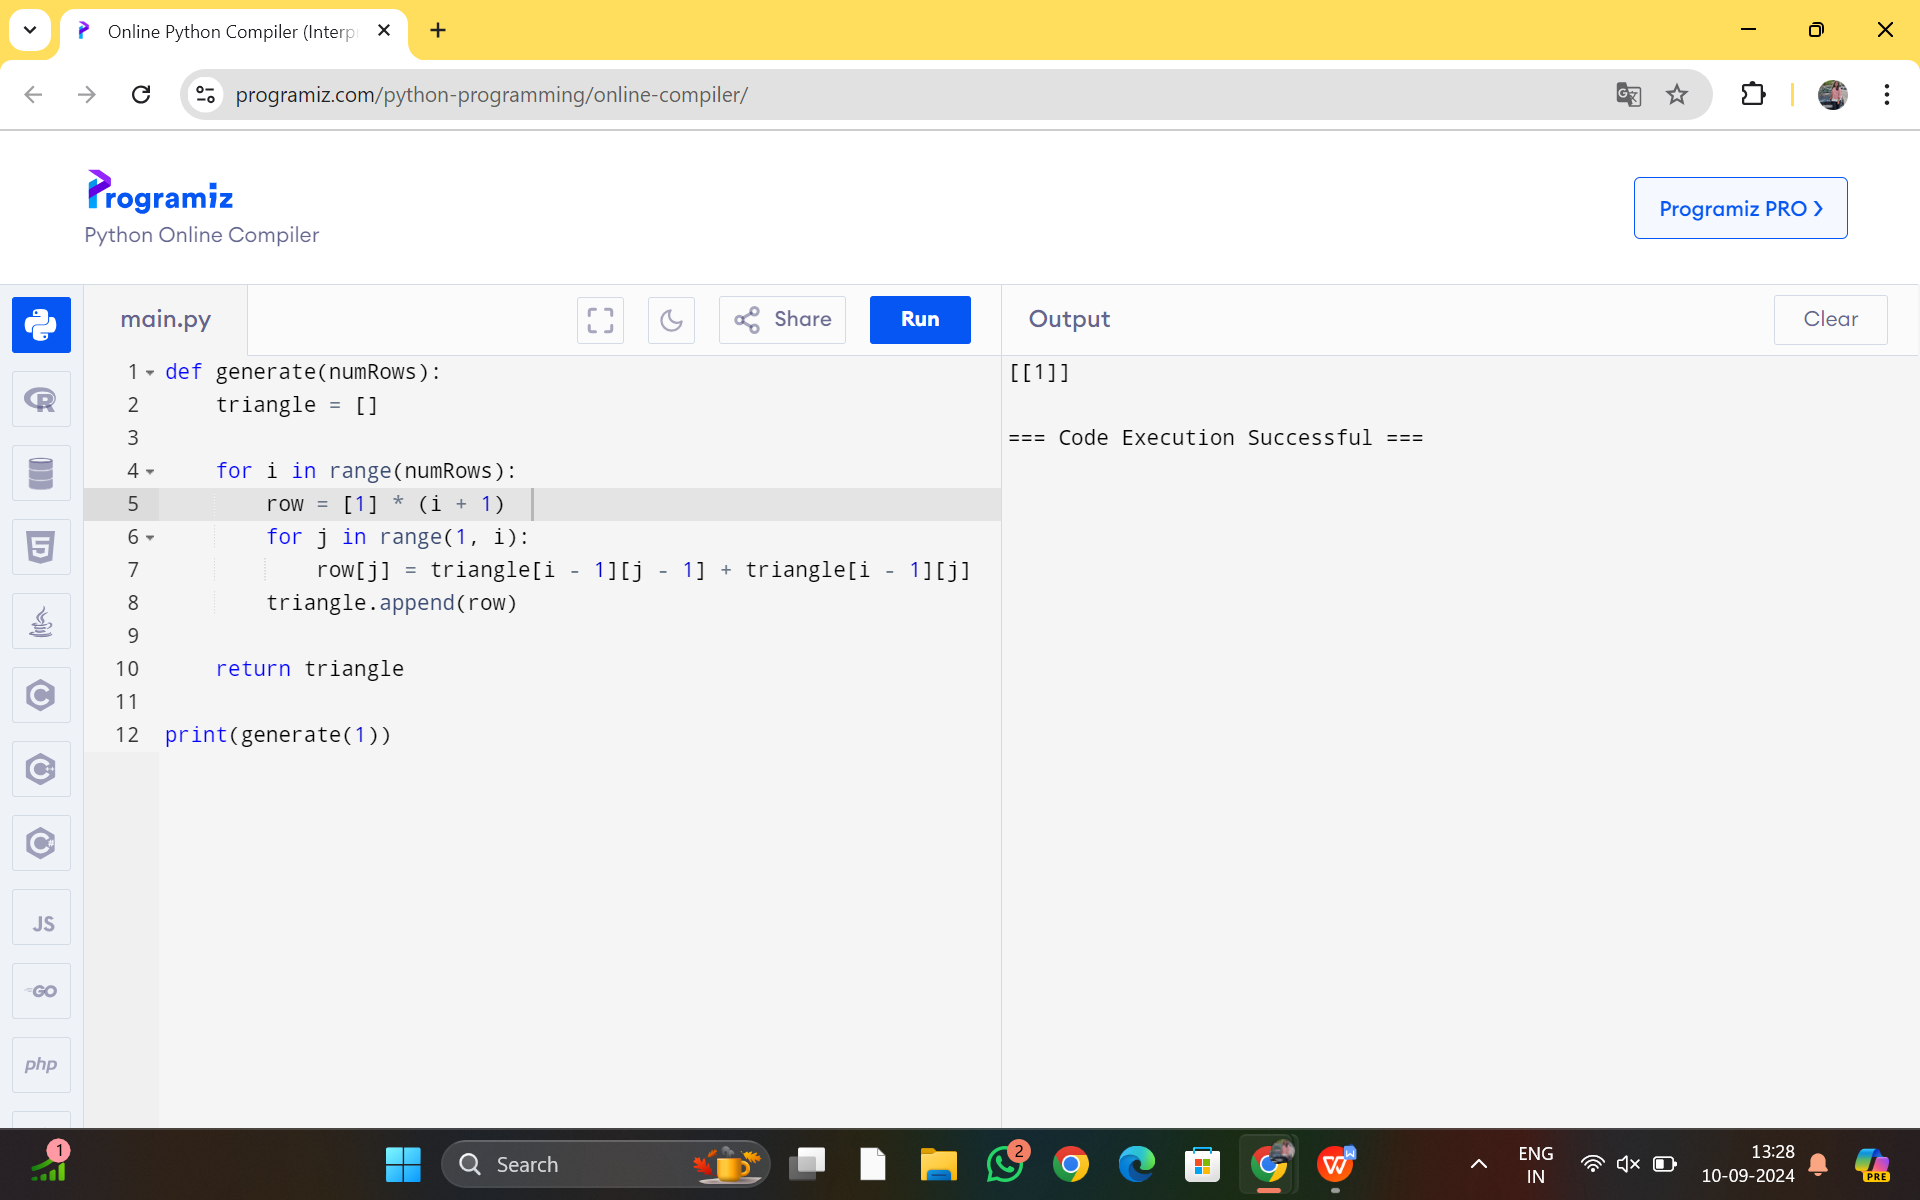 Online Python Compiler (Interp
programiz.com/python-programming/online-compiler/
Programiz
Python Online Compiler
Programiz PRO
main.py
Share
Run
Output
Clear
1 def generate(numRows):
2 triangle = []
3
4 for i in range(numRows):
5 row = [1] * (i + 1)
6 for j in range(1, i):
7 row[j] = triangle[i - 1][j - 1] + triangle[i - 1][j]
8 triangle.append(row)
9
10 return triangle
11
12 print(generate(1))
[[1]]
=== Code Execution Successful ===
R
5
C
C
C#
JS
GO
php
1
Search
2
W
W
ENG
IN
13:28
10-09-2024
PRE